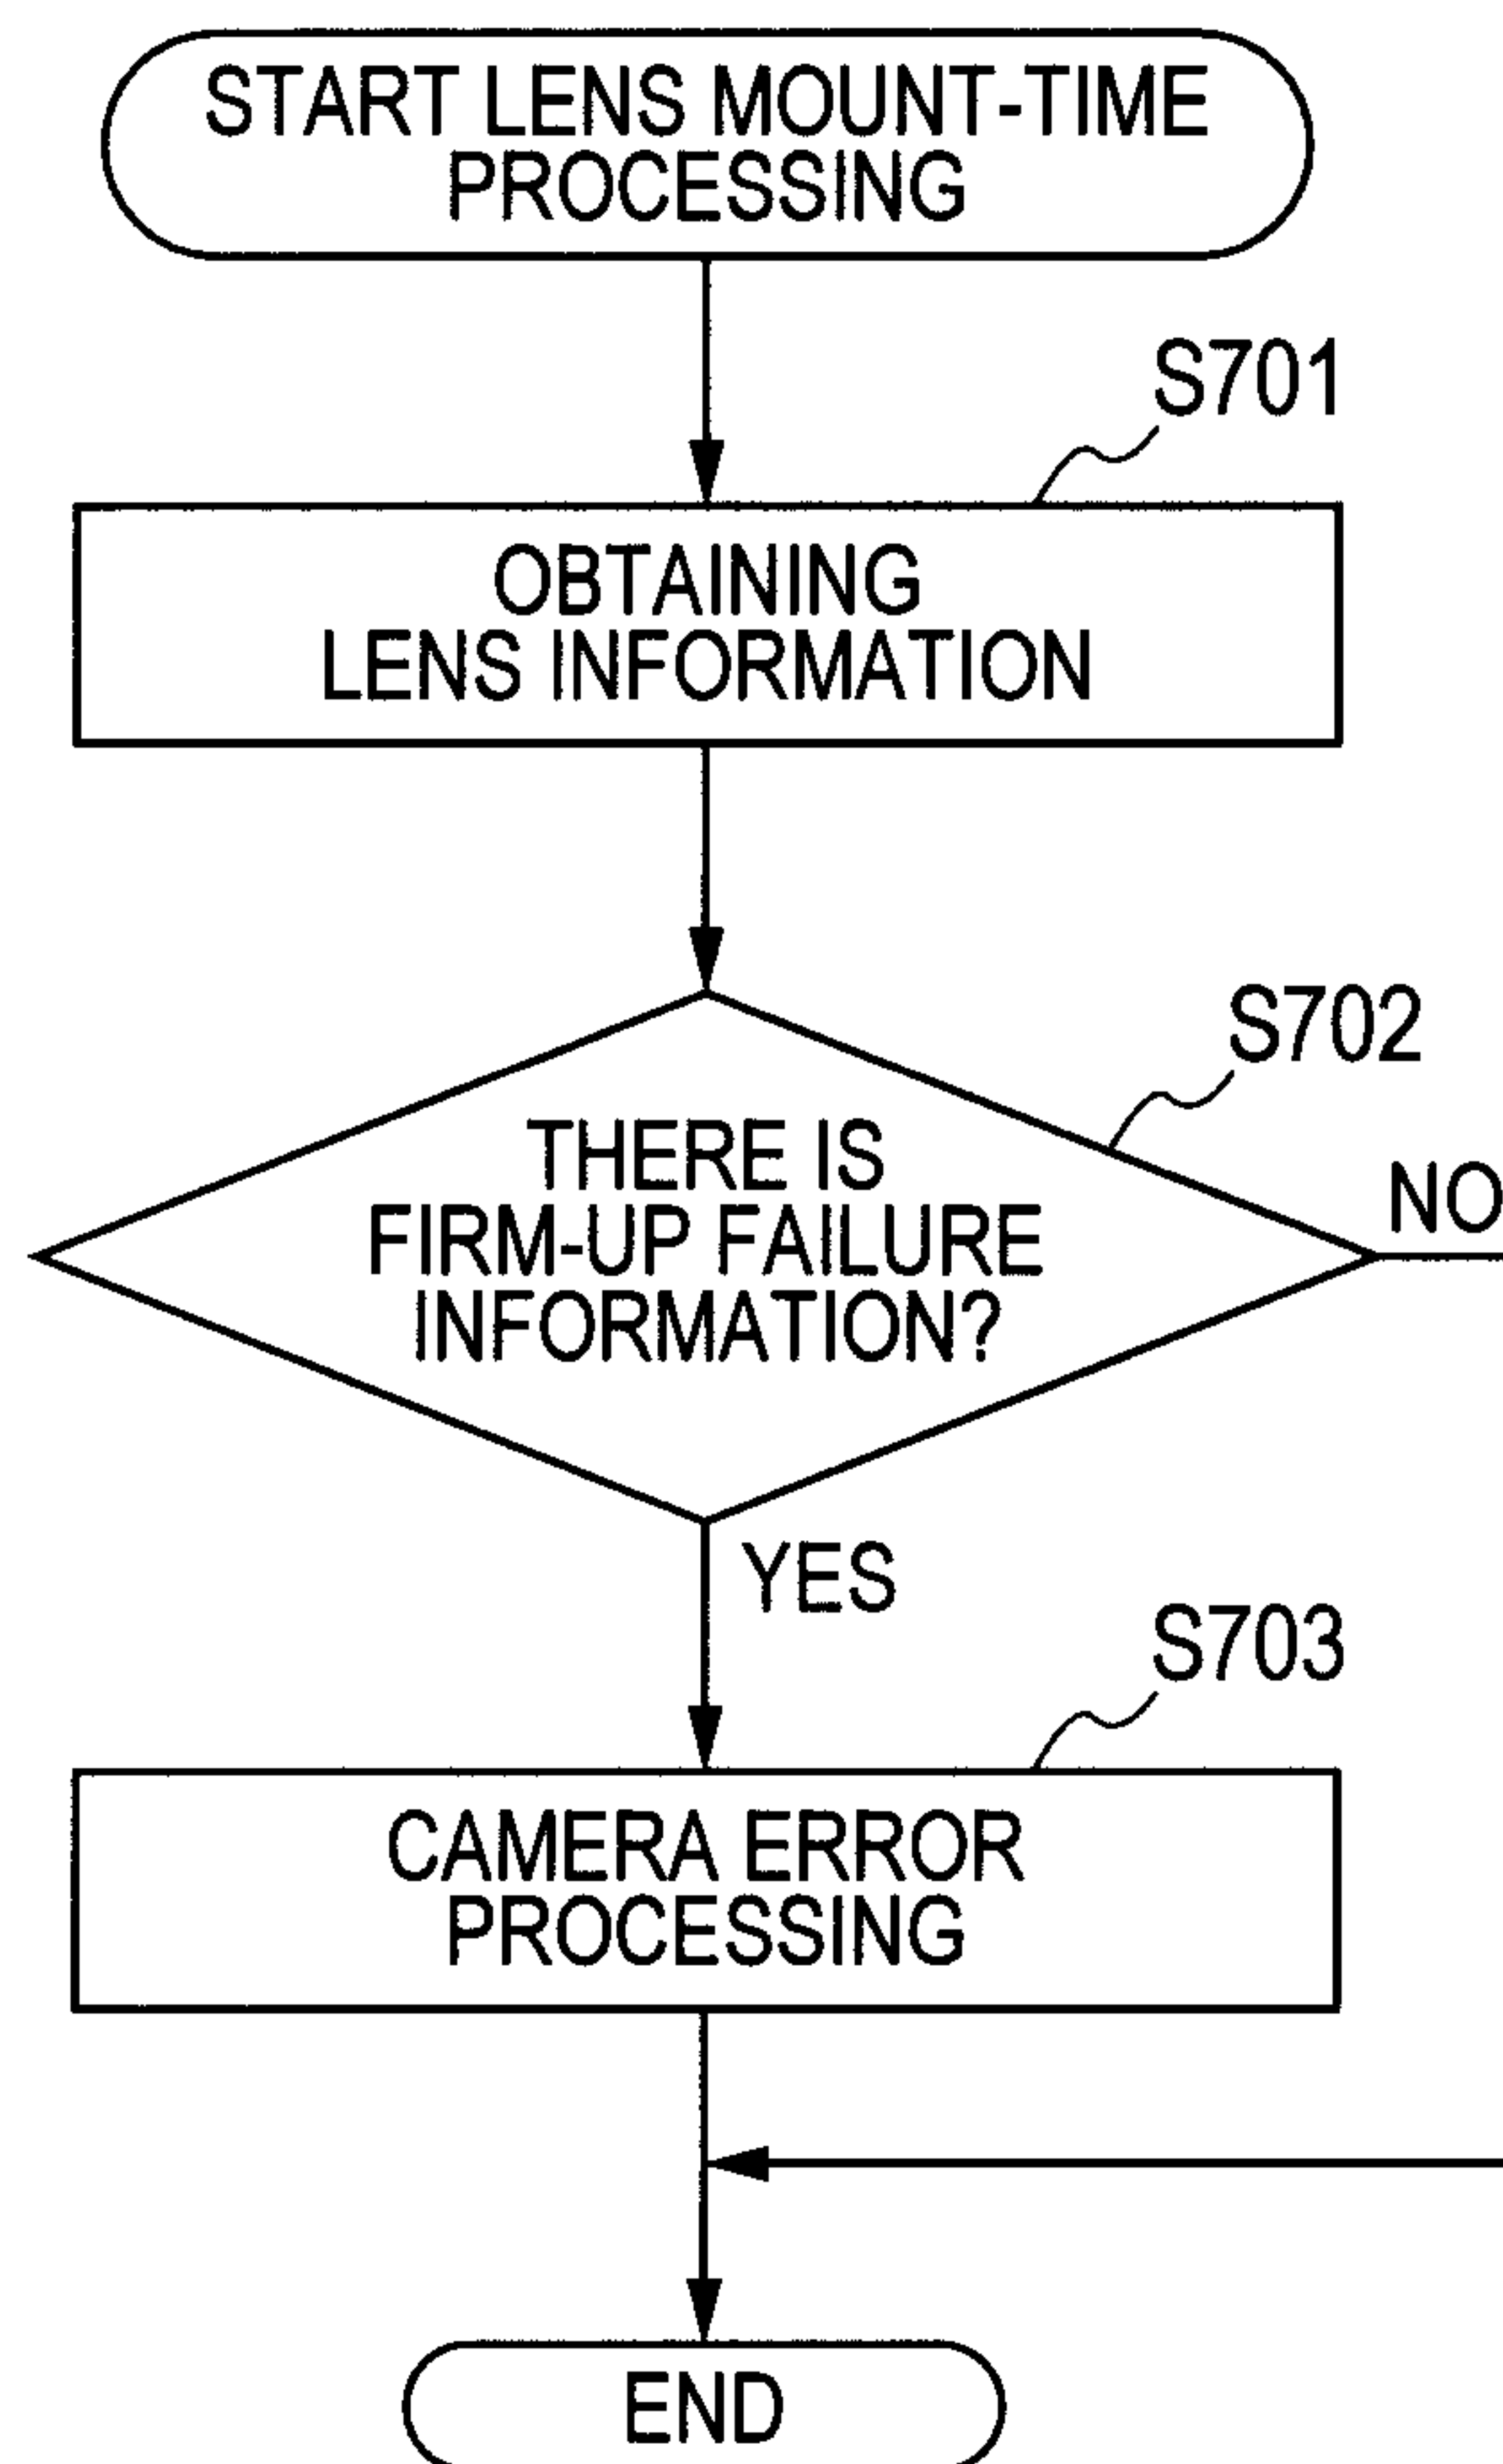 START LENS MOUNT-TIME
PROCESSING
S701
OBTAINING
LENS INFORMATION
S702
THERE IS
FIRM-UP FAILURE
INFORMATION?
NO
YES
S703
CAMERA ERROR
PROCESSING
END